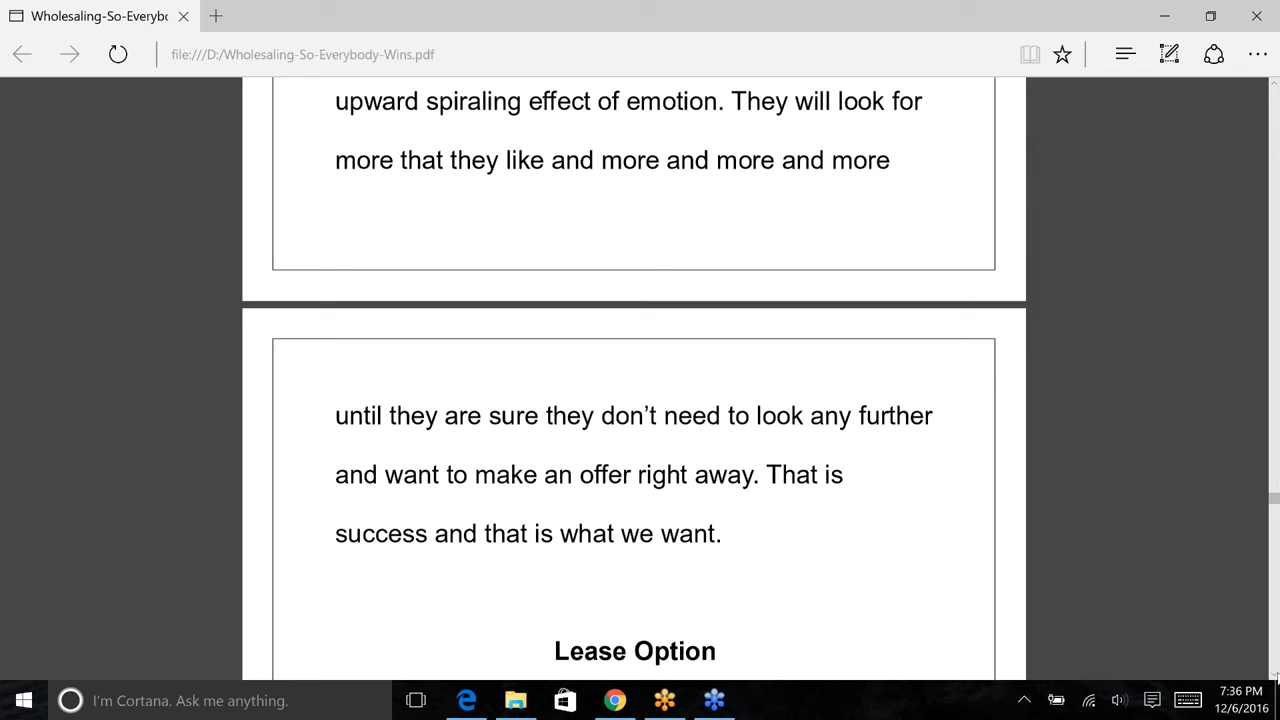 Wholesaling-So-Everybo
file:///D:/Wholesaling-So-Everybody-Wins.pdf
upward spiraling effect of emotion. They will look for
more that they like and more and more and more
until they are sure they don’t need to look any further
and want to make an offer right away. That is
success and that is what we want.
Lease Option
I'm Cortana. Ask me anything.
7:36 PM
12/6/2016